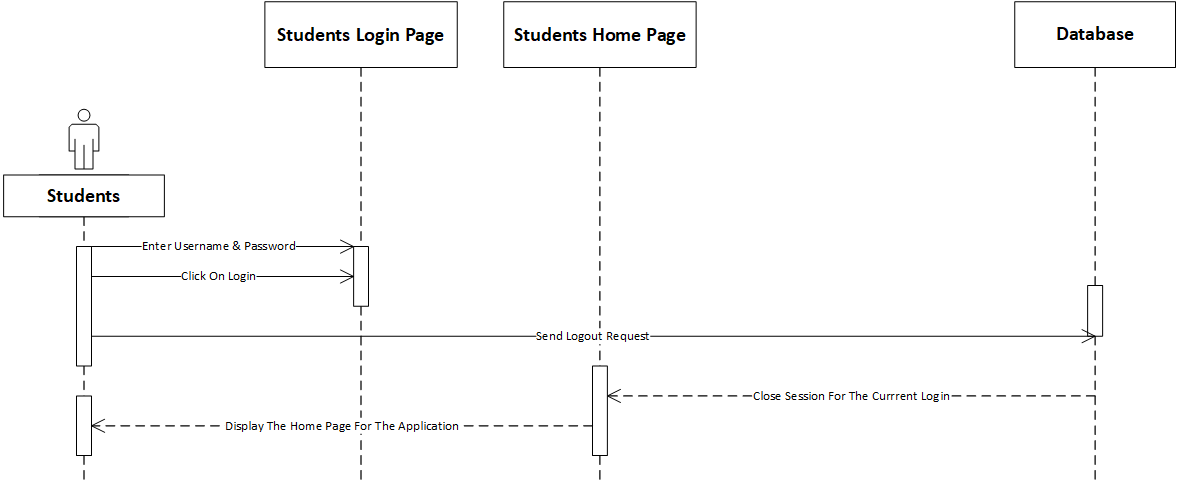 Students Login Page
Students Home Page
Database
Students
Enter Username & Password
Click On Login
Send Logout Request
Close Session For The Currrent Login
Display The Home Page For The Application